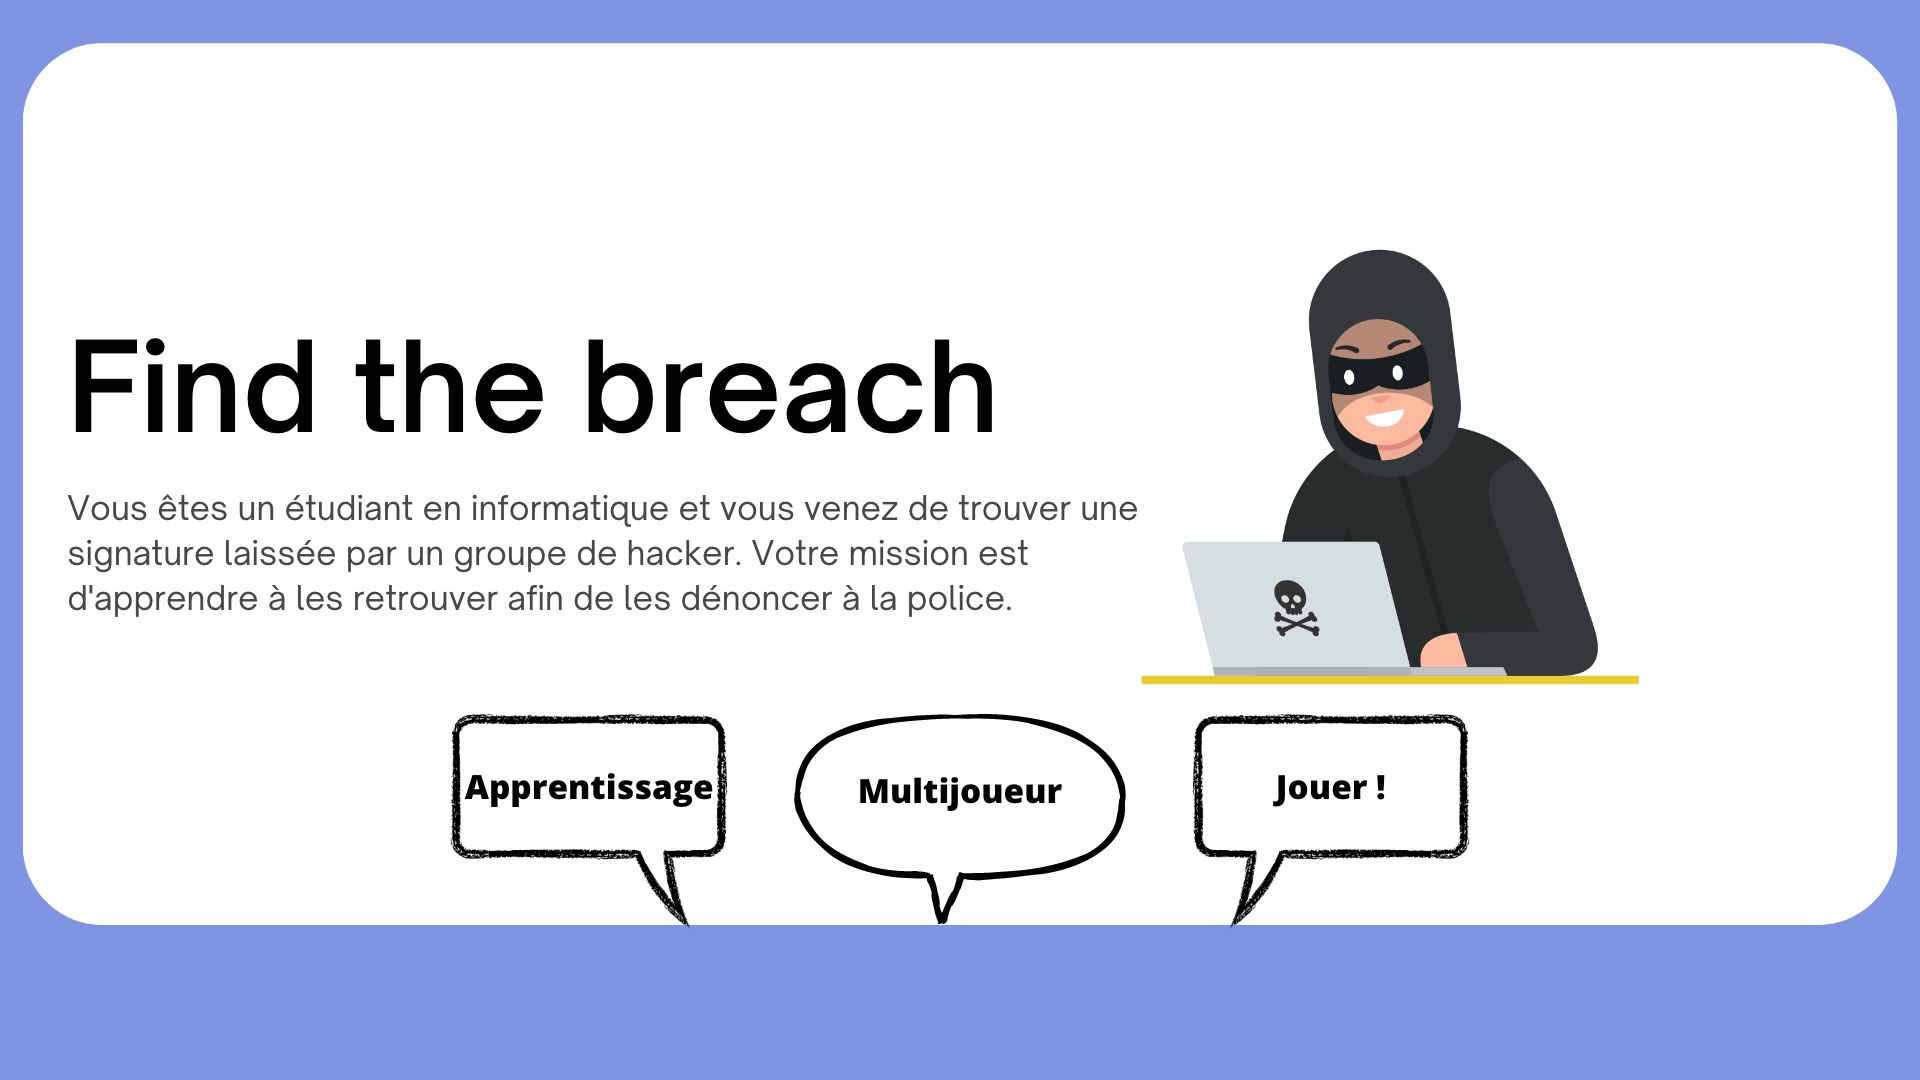 Find the breach
Vous êtes un étudiant en informatique et vous venez de trouver une
signature laissée par un groupe de hacker. Votre mission est
d'apprendre à les retrouver afin de les dénoncer à la police.
Apprentissage
Multijoueur
Jouer !